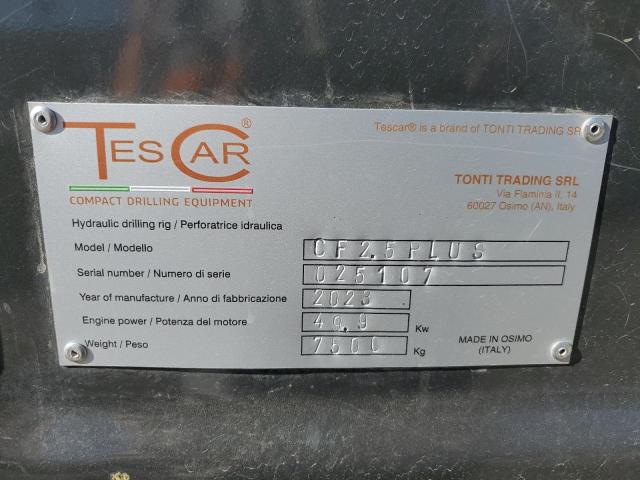 TESCAR®
COMPACT DRILLING EQUIPMENT
Tescar® is a brand of TONTI TRADING
TONTI TRADING SRL
Via Flaminia II, 14
60027 Osimo (AN), Italy
Hydraulic drilling rig / Perforatrice idraulica
Model / Modello CF2.5PLUS
Serial number / Numero di serie 025107
Year of manufacture / Anno di fabbricazione 2023
Engine power / Potenza del motore 49.9 Kw
Weight / Peso 7500 Kg
MADE IN OSIMO
(ITALY)